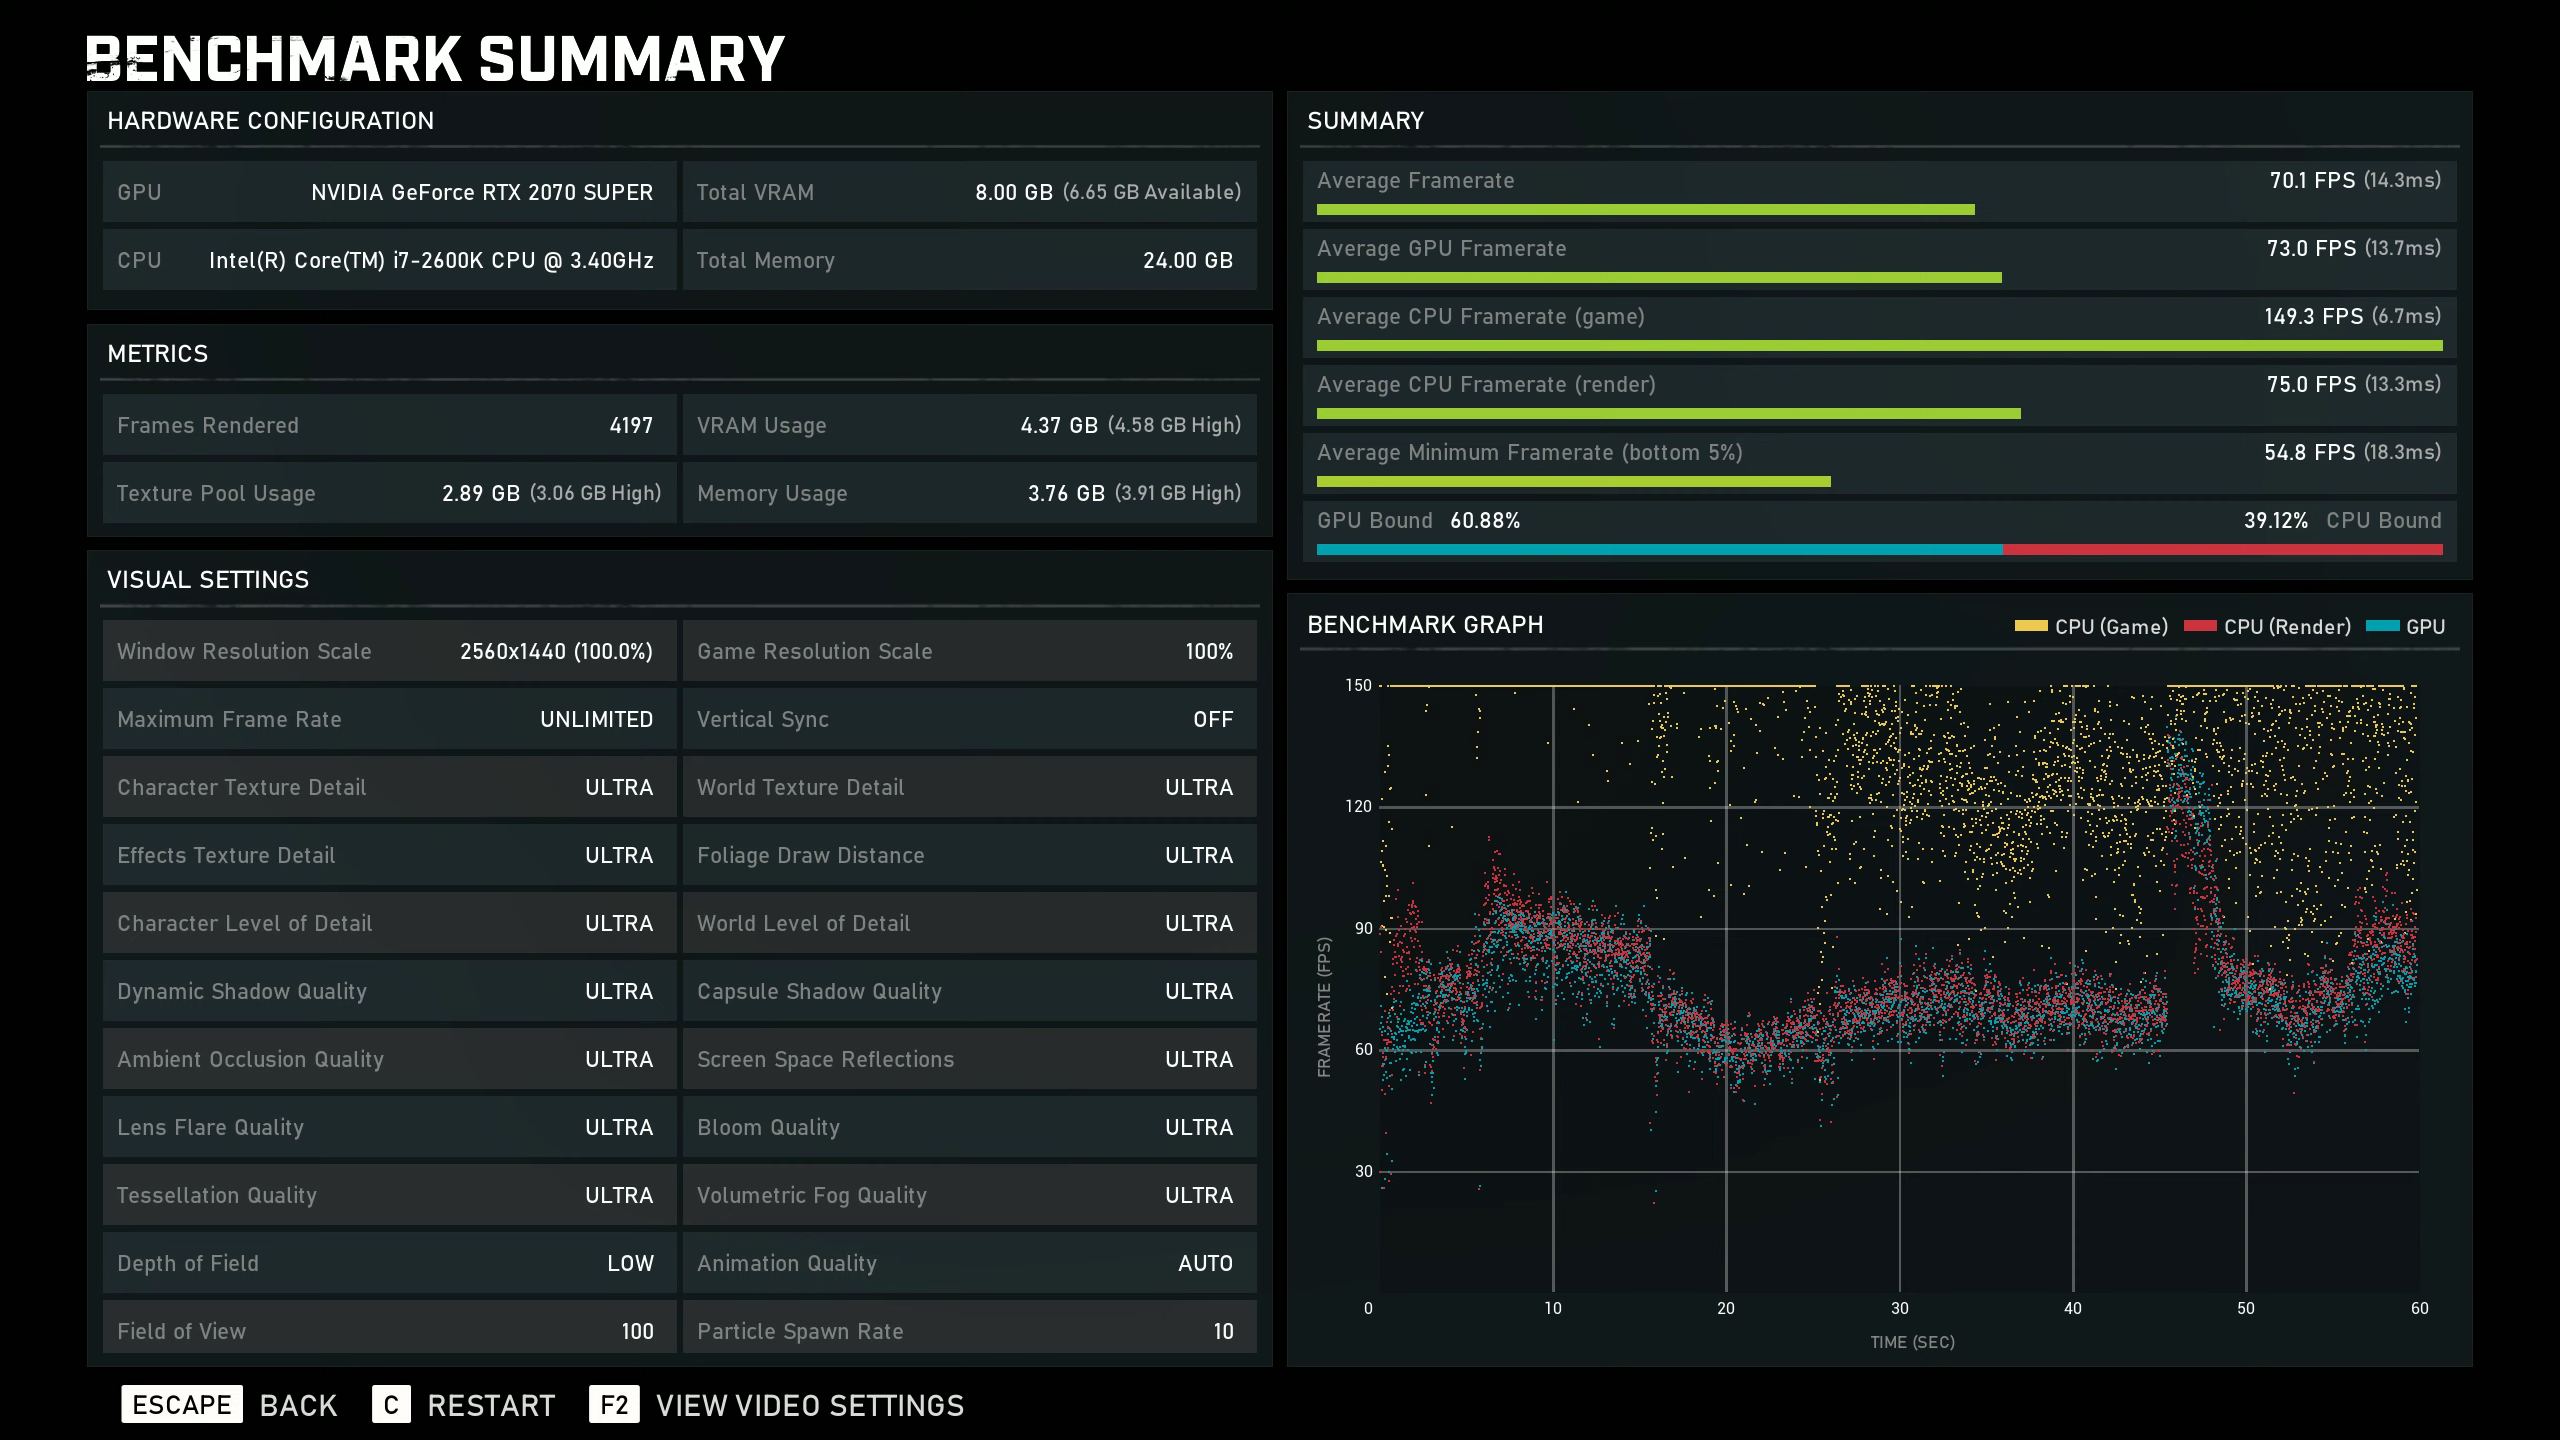 BENCHMARK SUMMARY
HARDWARE CONFIGURATION
GPU NVIDIA GeForce RTX 2070 SUPER
Total VRAM 8.00 GB (6.65 GB Available)
CPU Intel(R) Core(TM) i7-2600K CPU @ 3.40GHz
Total Memory 24.00 GB
METRICS
Frames Rendered 4197
VRAM Usage 4.37 GB (4.58 GB High)
Texture Pool Usage 2.89 GB (3.06 GB High)
Memory Usage 3.76 GB (3.91 GB High)
VISUAL SETTINGS
Window Resolution Scale 2560x1440 (100.0%)
Game Resolution Scale 100%
Maximum Frame Rate UNLIMITED
Vertical Sync OFF
Character Texture Detail ULTRA
World Texture Detail ULTRA
Effects Texture Detail ULTRA
Foliage Draw Distance ULTRA
Character Level of Detail ULTRA
World Level of Detail ULTRA
Dynamic Shadow Quality ULTRA
Capsule Shadow Quality ULTRA
Ambient Occlusion Quality ULTRA
Screen Space Reflections ULTRA
Lens Flare Quality ULTRA
Bloom Quality ULTRA
Tessellation Quality ULTRA
Volumetric Fog Quality ULTRA
Depth of Field LOW
Animation Quality AUTO
Field of View 100
Particle Spawn Rate 10
SUMMARY
Average Framerate 70.1 FPS (14.3ms)
Average GPU Framerate 73.0 FPS (13.7ms)
Average CPU Framerate (game) 149.3 FPS (6.7ms)
Average CPU Framerate (render) 75.0 FPS (13.3ms)
Average Minimum Framerate (bottom 5%) 54.8 FPS (18.3ms)
GPU Bound 60.88% 39.12% CPU Bound
BENCHMARK GRAPH
CPU (Game) CPU (Render) GPU
150
120
90
60
30
FRAMERATE (FPS)
0 10 20 30 40 50 60
TIME (SEC)
ESCAPE BACK C RESTART F2 VIEW VIDEO SETTINGS